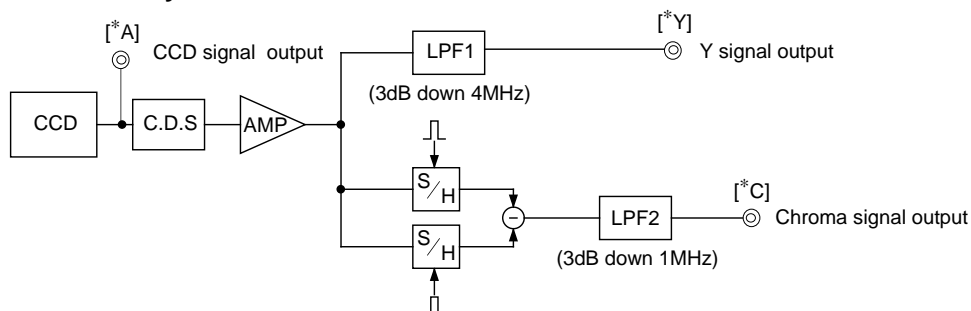 [*A]
CCD signal output
[*Y]
Y signal output
LPF1
(3dB down 4MHz)
CCD
C.D.S
AMP
S/H
[*C]
Chroma signal output
LPF2
(3dB down 1MHz)
S/H